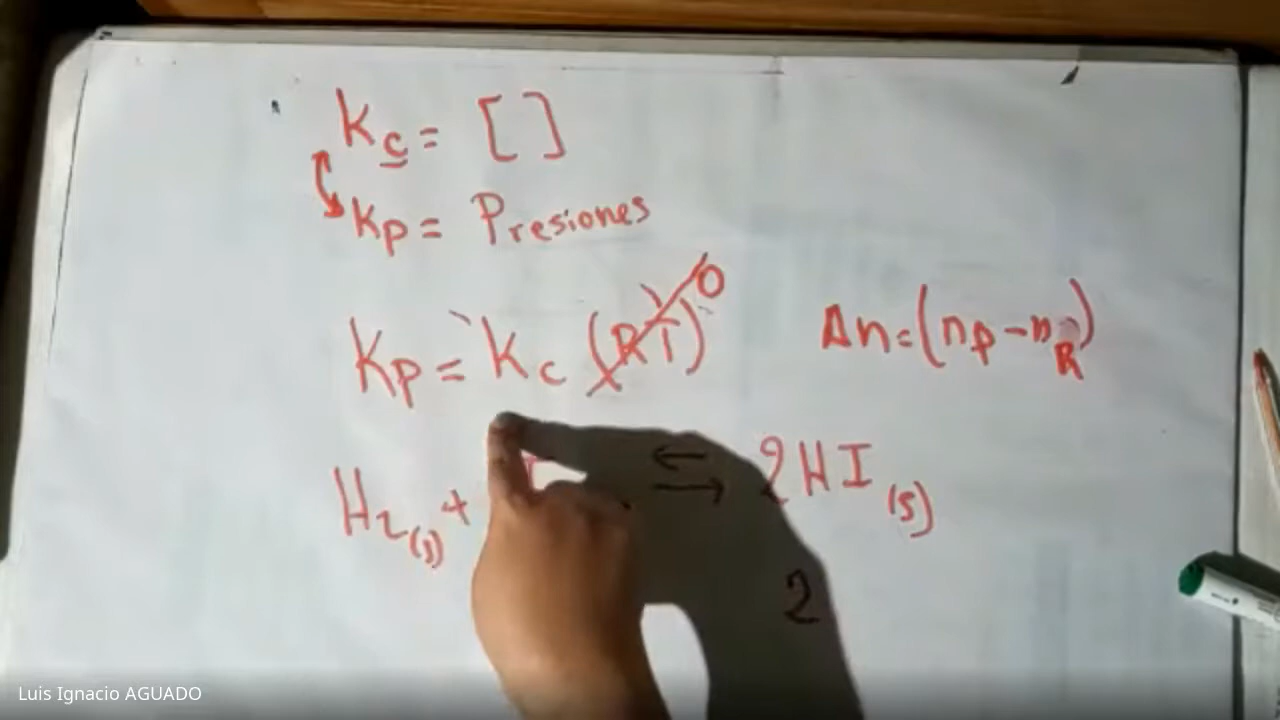 Kc = [ ]
Kp = Presiones
Kp = Kc (RT)⁰ Δn = (np - nR)
H₂(g) + ⇄ 2HI (g)
2
Luis Ignacio AGUADO